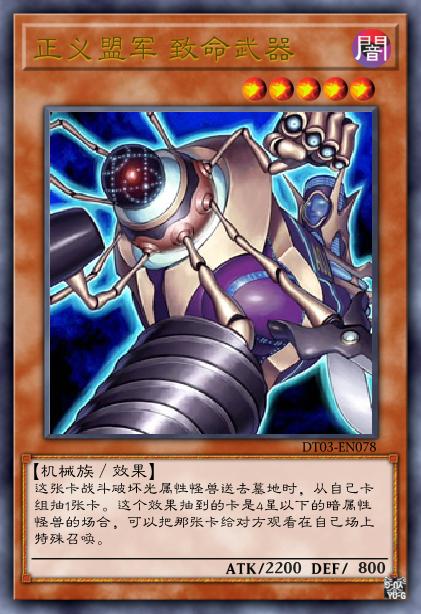 正义盟军 致命武器
闇
DT03-EN078
【机械族／效果】
这张卡战斗破坏光属性怪兽送去墓地时，从自己卡
组抽1张卡。这个效果抽到的卡是4星以下的暗属性
怪兽的场合，可以把那张卡给对方观看在自己场上
特殊召唤。
ATK/2200 DEF/ 800